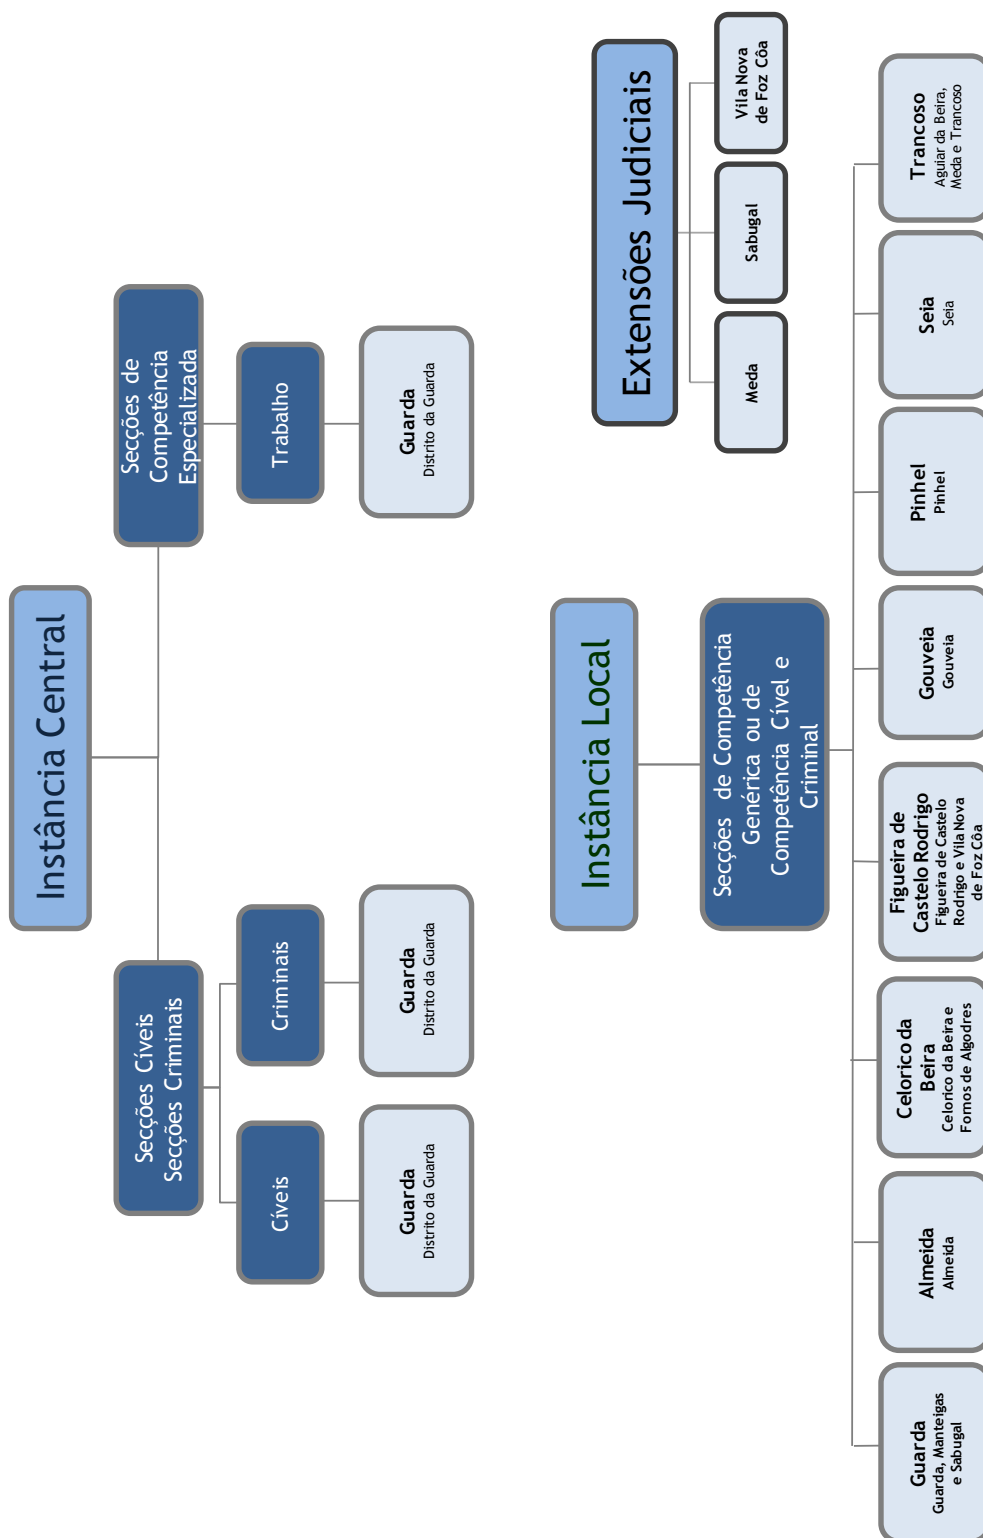 Instância Central
Secções Cíveis
Secções Criminais
Secções de
Competência
Especializada
Cíveis
Criminais
Trabalho
Guarda
Distrito da Guarda
Guarda
Distrito da Guarda
Guarda
Distrito da Guarda
Instância Local
Extensões Judiciais
Secções de Competência
Genérica ou de
Competência Cível e
Criminal
Meda
Sabugal
Vila Nova
de Foz Côa
Guarda
Guarda, Manteigas
e Sabugal
Almeida
Almeida
Celorico da
Beira
Celorico da Beira e
Fornos de Algodres
Figueira de
Castelo Rodrigo
Figueira de Castelo
Rodrigo e Vila Nova
de Foz Côa
Gouveia
Gouveia
Pinhel
Pinhel
Seia
Seia
Trancoso
Aguiar da Beira,
Meda e Trancoso